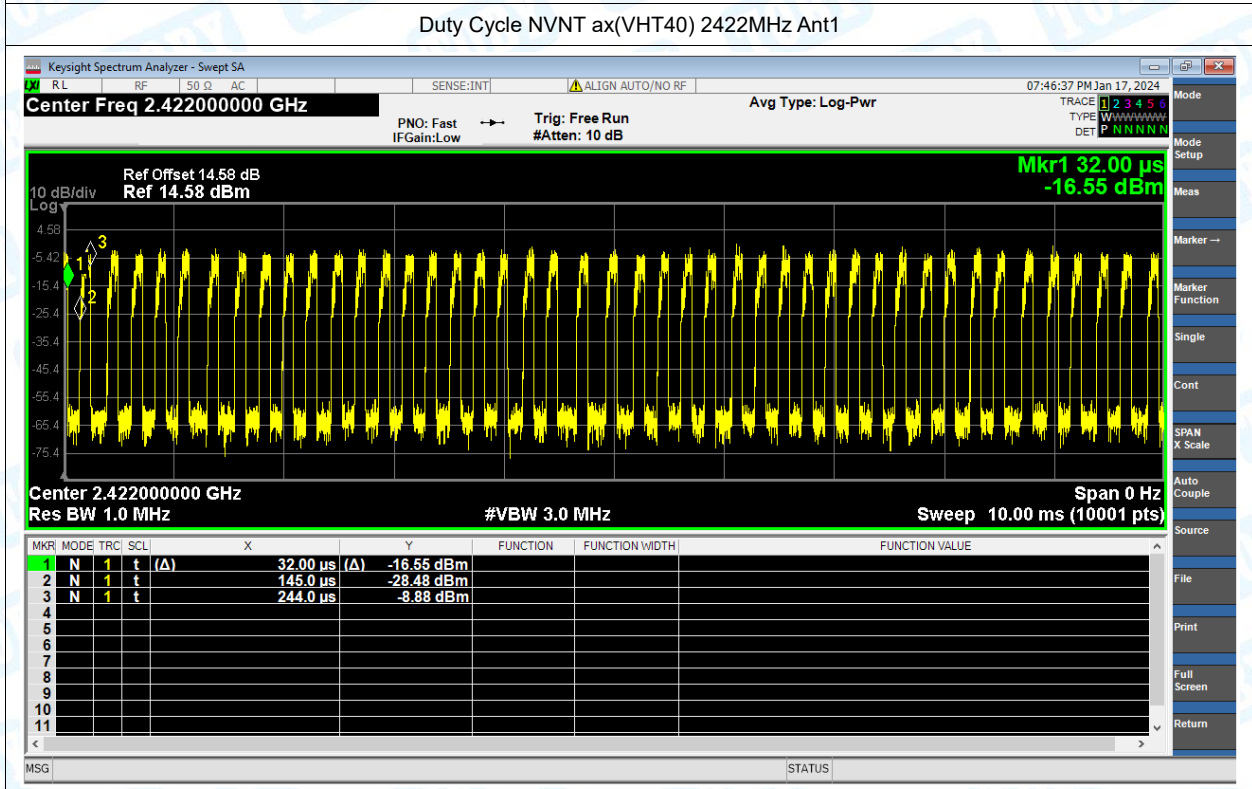 Duty Cycle NVNT ax(VHT40) 2422MHz Ant1
Keysight Spectrum Analyzer - Swept SA
LXI RL RF 50 Ω AC SENSE:INT ALIGN AUTO/NO RF 07:46:37 PM Jan 17, 2024
Center Freq 2.422000000 GHz
PNO: Fast
IFGain:Low
Trig: Free Run
#Atten: 10 dB
Avg Type: Log-Pwr
TRACE 1 2 3 4 5 6
TYPE WWWWWW
DET P N N N N N
Mkr1 32.00 µs
-16.55 dBm
Ref Offset 14.58 dB
10 dB/div Ref 14.58 dBm
Log
4.58
-5.42
-15.4
-25.4
-35.4
-45.4
-55.4
-65.4
-75.4
1
2
3
Center 2.422000000 GHz Span 0 Hz
Res BW 1.0 MHz #VBW 3.0 MHz Sweep 10.00 ms (10001 pts)
MKR MODE TRC SCL X Y FUNCTION FUNCTION WIDTH FUNCTION VALUE
1 N 1 t (Δ) 32.00 µs (Δ) -16.55 dBm
2 N 1 t 145.0 µs -28.48 dBm
3 N 1 t 244.0 µs -8.88 dBm
4
5
6
7
8
9
10
11
MSG STATUS
Mode
Mode
Setup
Meas
Marker →
Marker
Function
Single
Cont
SPAN
X Scale
Auto
Couple
Source
File
Print
Full
Screen
Return